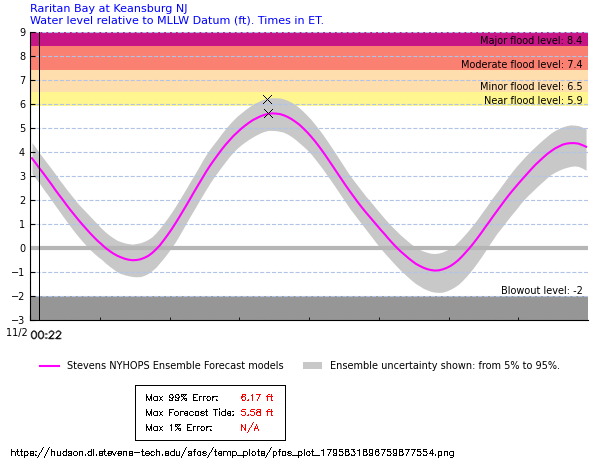 Raritan Bay at Keansburg NJ
Water level relative to MLLW Datum (ft). Times in ET.
9
Major flood level: 8.4
8
Moderate flood level: 7.4
7
Minor flood level: 6.5
Near flood level: 5.9
6
5
4
3
2
1
0
−1
Blowout level: -2
−2
−3
11/2 00:22
Stevens NYHOPS Ensemble Forecast models
Ensemble uncertainty shown: from 5% to 95%.
Max 99% Error: 6.17 ft
Max Forecast Tide: 5.58 ft
Max 1% Error: N/A
https://hudson.dl.stevens-tech.edu/sfas/temp_plots/pfos_plot_1795831896759877554.png